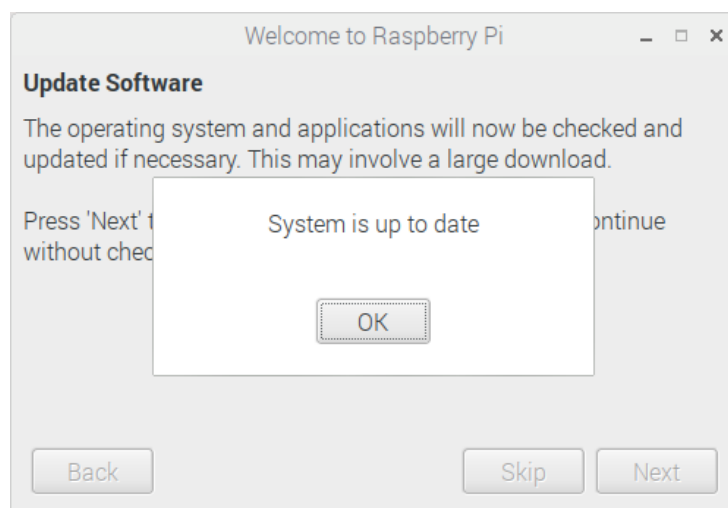 Welcome to Raspberry Pi
Update Software
The operating system and applications will now be checked and
updated if necessary. This may involve a large download.
Press 'Next' t
ontinue
without chec
System is up to date
OK
Back
Skip
Next